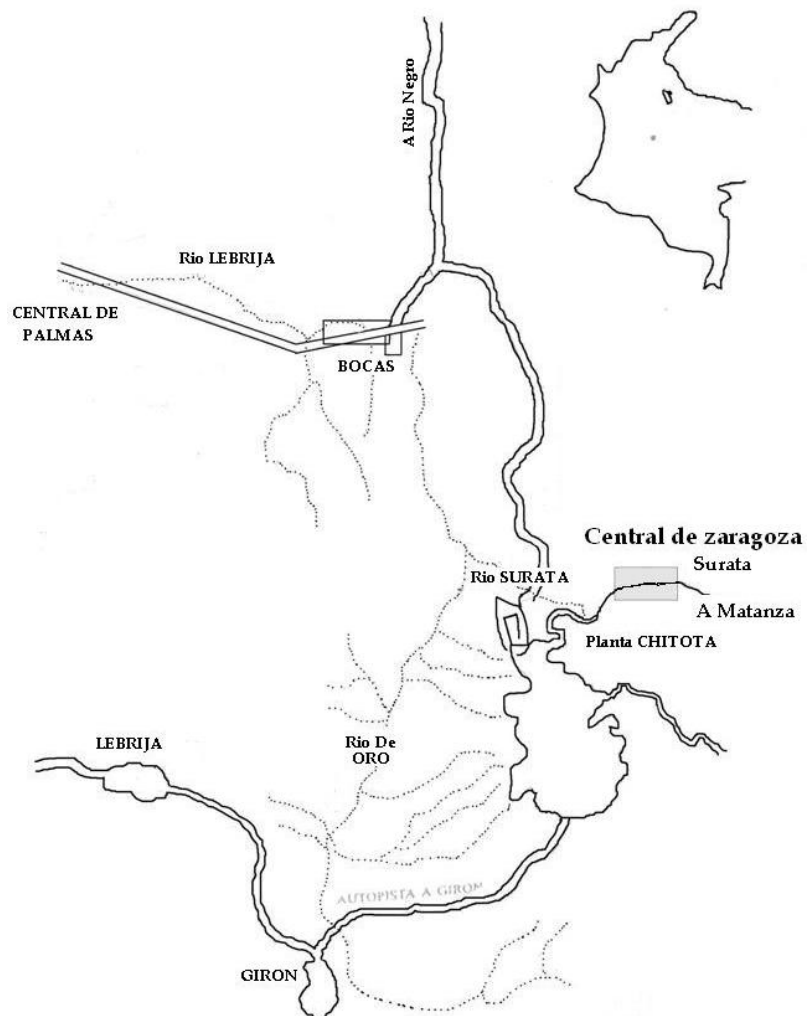 A Rio Negro
Rio LEBRIJA
CENTRAL DE
PALMAS
BOCAS
Central de zaragoza
Surata
Rio SURATA
A Matanza
Planta CHITOTA
LEBRIJA
Rio De
ORO
AUTOPISTA A GIRON
GIRON